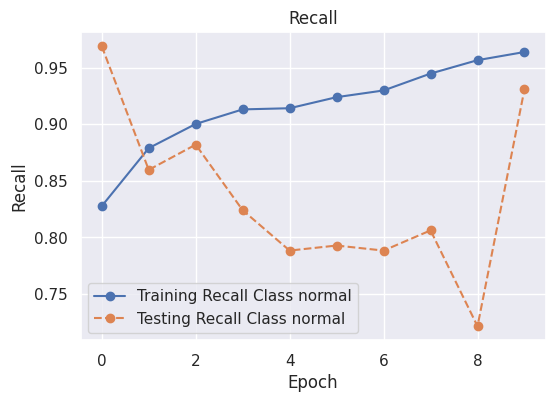 Recall
0.95
0.90
0.85
0.80
0.75
Recall
Training Recall Class normal
Testing Recall Class normal
0 2 4 6 8
Epoch